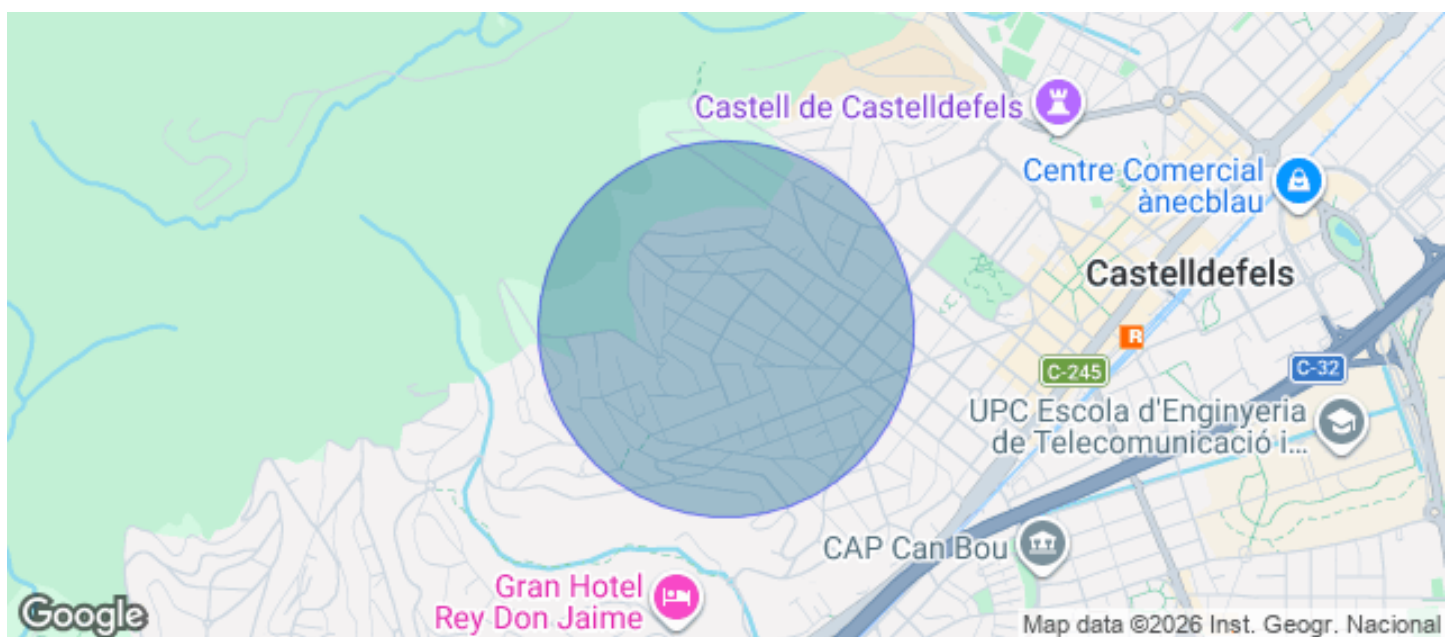 Castell de Castelldefels
Centre Comercial
ànecblau
Castelldefels
R
C-245
C-32
UPC Escola d'Enginyeria
de Telecomunicació i...
CAP Can Bou
Gran Hotel
Rey Don Jaime
Google
Map data ©2026 Inst. Geogr. Nacional